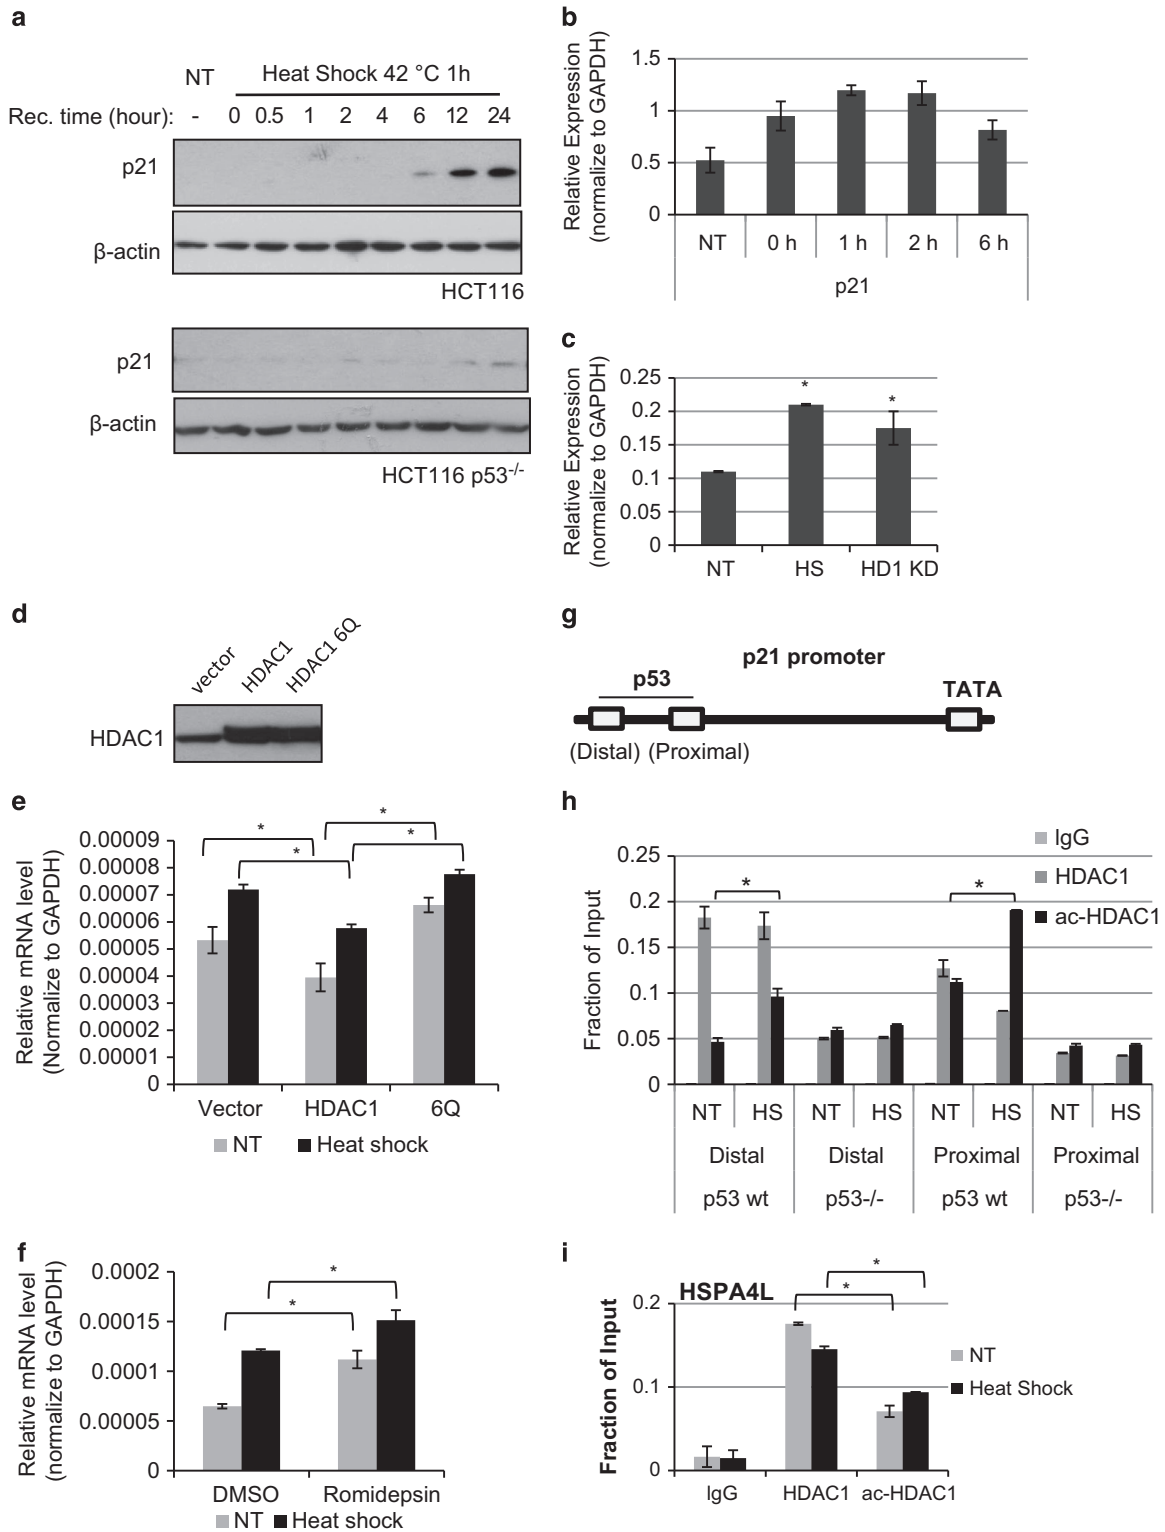 a
NT
Heat Shock 42 °C 1h
Rec. time (hour): - 0 0.5 1 2 4 6 12 24
p21
β-actin
HCT116
p21
β-actin
HCT116 p53-/-
b
Relative Expression
(normalize to GAPDH)
1.5
1
0.5
0
NT 0 h 1 h 2 h 6 h
p21
c
Relative Expression
(normalize to GAPDH)
0.25
0.2
0.15
0.1
0.05
0
* *
NT HS HD1 KD
d
vector
HDAC1
HDAC1 6Q
HDAC1
e
Relative mRNA level
(Normalize to GAPDH)
0.00009
0.00008
0.00007
0.00006
0.00005
0.00004
0.00003
0.00002
0.00001
0
* * * *
Vector HDAC1 6Q
NT Heat shock
f
Relative mRNA level
(normalize to GAPDH)
0.0002
0.00015
0.0001
0.00005
0
* *
DMSO Romidepsin
NT Heat shock
g
p21 promoter
p53
TATA
(Distal) (Proximal)
h
IgG
HDAC1
ac-HDAC1
Fraction of Input
0.25
0.2
0.15
0.1
0.05
0
* *
NT HS NT HS NT HS NT HS
Distal Distal Proximal Proximal
p53 wt p53-/- p53 wt p53-/-
i
HSPA4L
Fraction of Input
0.2
0.1
0
* *
NT
Heat Shock
IgG HDAC1 ac-HDAC1